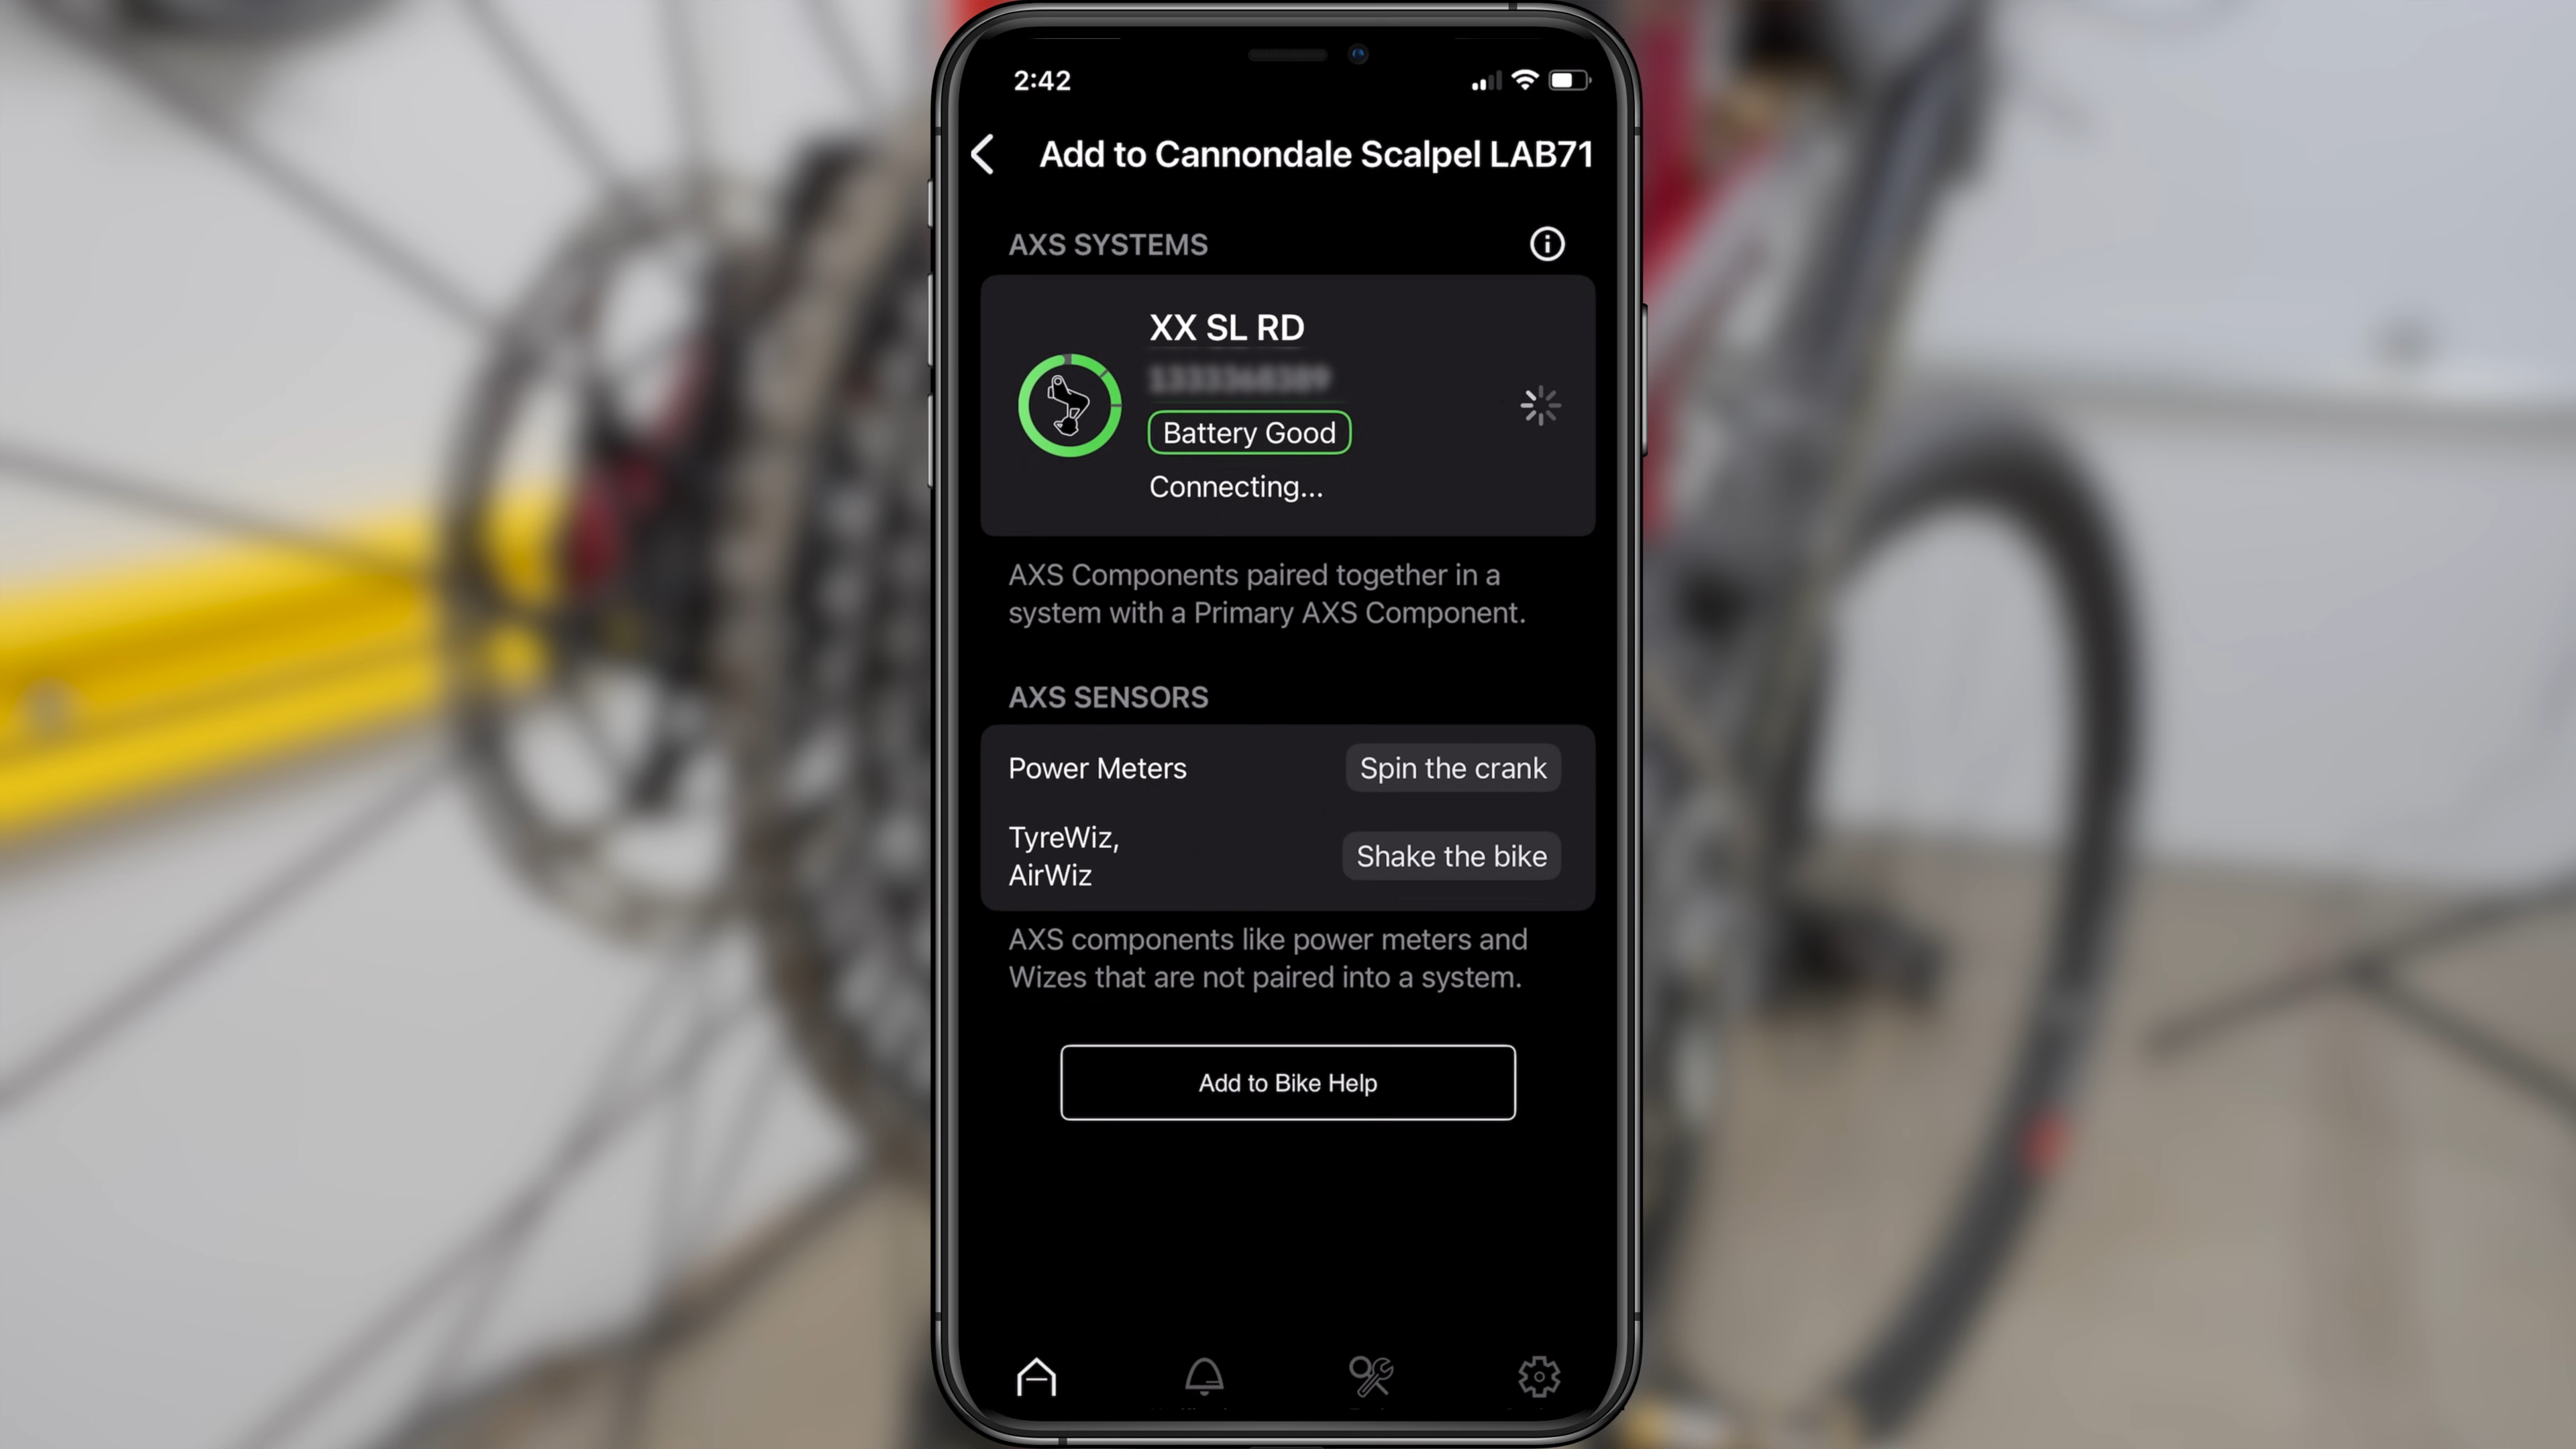 2:42
Add to Cannondale Scalpel LAB71
AXS SYSTEMS
XX SL RD
Battery Good
Connecting...
AXS Components paired together in a
system with a Primary AXS Component.
AXS SENSORS
Power Meters
Spin the crank
TyreWiz,
AirWiz
Shake the bike
AXS components like power meters and
Wizes that are not paired into a system.
Add to Bike Help